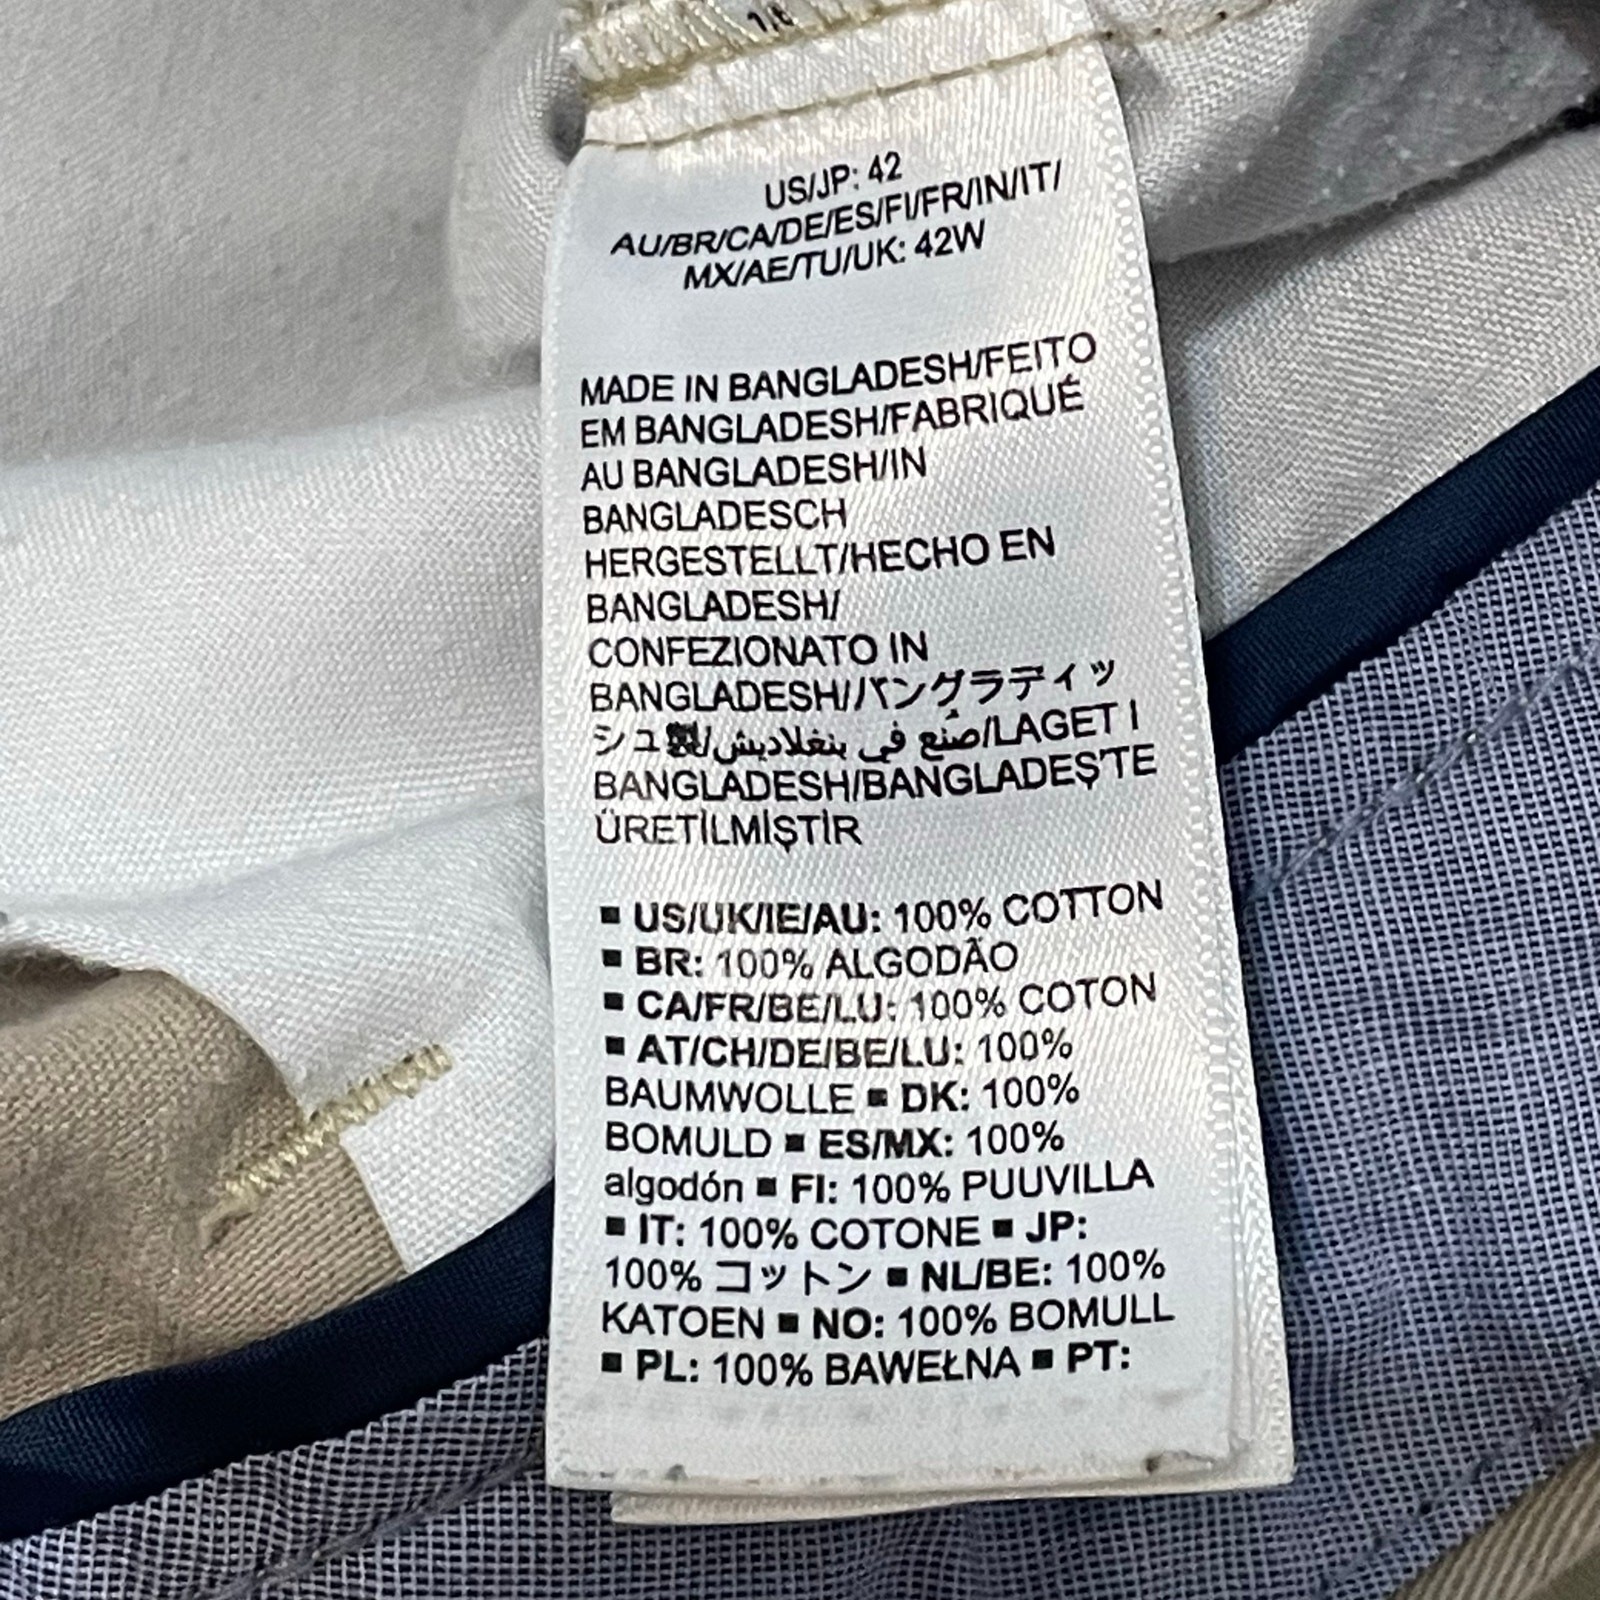 US/JP: 42
AU/BR/CA/DE/ES/FI/FR/IN/IT/
MX/AE/TU/UK: 42W
MADE IN BANGLADESH/FEITO
EM BANGLADESH/FABRIQUÉ
AU BANGLADESH/IN
BANGLADESCH
HERGESTELLT/HECHO EN
BANGLADESH/
CONFEZIONATO IN
BANGLADESH/バングラディッ
シュ製/صُنع في بنغلاديش/LAGET I
BANGLADESH/BANGLADEŞ'TE
ÜRETİLMİŞTİR
▪ US/UK/IE/AU: 100% COTTON
▪ BR: 100% ALGODÃO
▪ CA/FR/BE/LU: 100% COTON
▪ AT/CH/DE/BE/LU: 100%
BAUMWOLLE ▪ DK: 100%
BOMULD ▪ ES/MX: 100%
algodón ▪ FI: 100% PUUVILLA
▪ IT: 100% COTONE ▪ JP:
100% コットン ▪ NL/BE: 100%
KATOEN ▪ NO: 100% BOMULL
▪ PL: 100% BAWEŁNA ▪ PT: